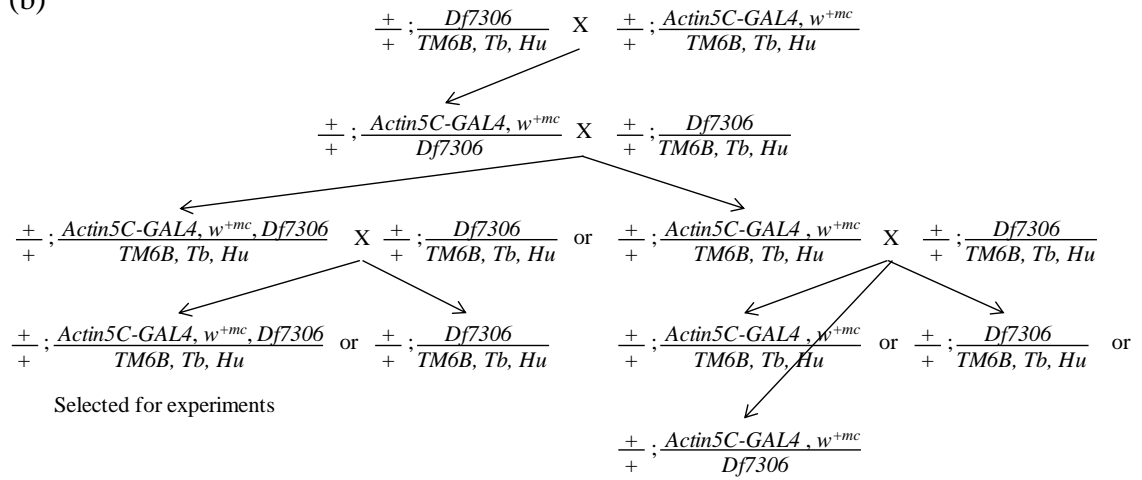 (b)
+ Df7306 Actin5C-GAL4, w+mc
; X ;
+ TM6B, Tb, Hu + TM6B, Tb, Hu
+ Actin5C-GAL4, w+mc + Df7306
; X ;
+ Df7306 + TM6B, Tb, Hu
+ Actin5C-GAL4, w+mc, Df7306 + Df7306 + Actin5C-GAL4 , w+mc + Df7306
; X ; or ; X ;
+ TM6B, Tb, Hu + TM6B, Tb, Hu + TM6B, Tb, Hu + TM6B, Tb, Hu
+ Actin5C-GAL4, w+mc, Df7306 + Df7306 + Actin5C-GAL4 , w+mc + Df7306
; or ; ; or ; or
+ TM6B, Tb, Hu + TM6B, Tb, Hu + TM6B, Tb, Hu + TM6B, Tb, Hu
Selected for experiments
+ Actin5C-GAL4 , w+mc
;
+ Df7306